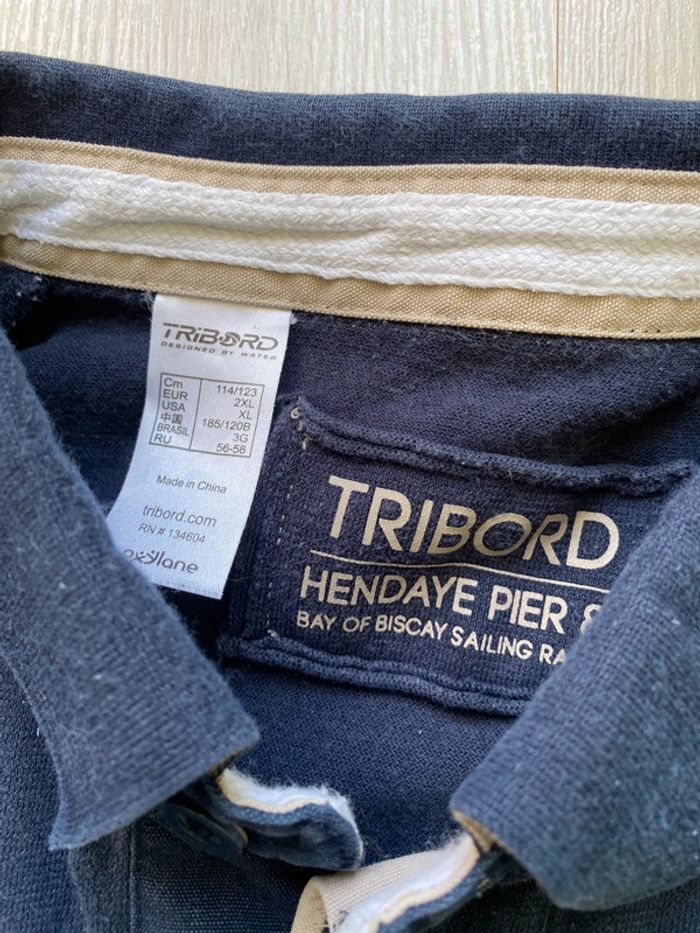 TRIBORD
DESIGNED BY WATER
Cm 114/123
EUR 2XL
USA XL
中国 185/120B
BRASIL 3G
RU 56-58
Made in China
tribord.com
RN # 134604
oxylane
TRIBORD
HENDAYE PIER
BAY OF BISCAY SAILING